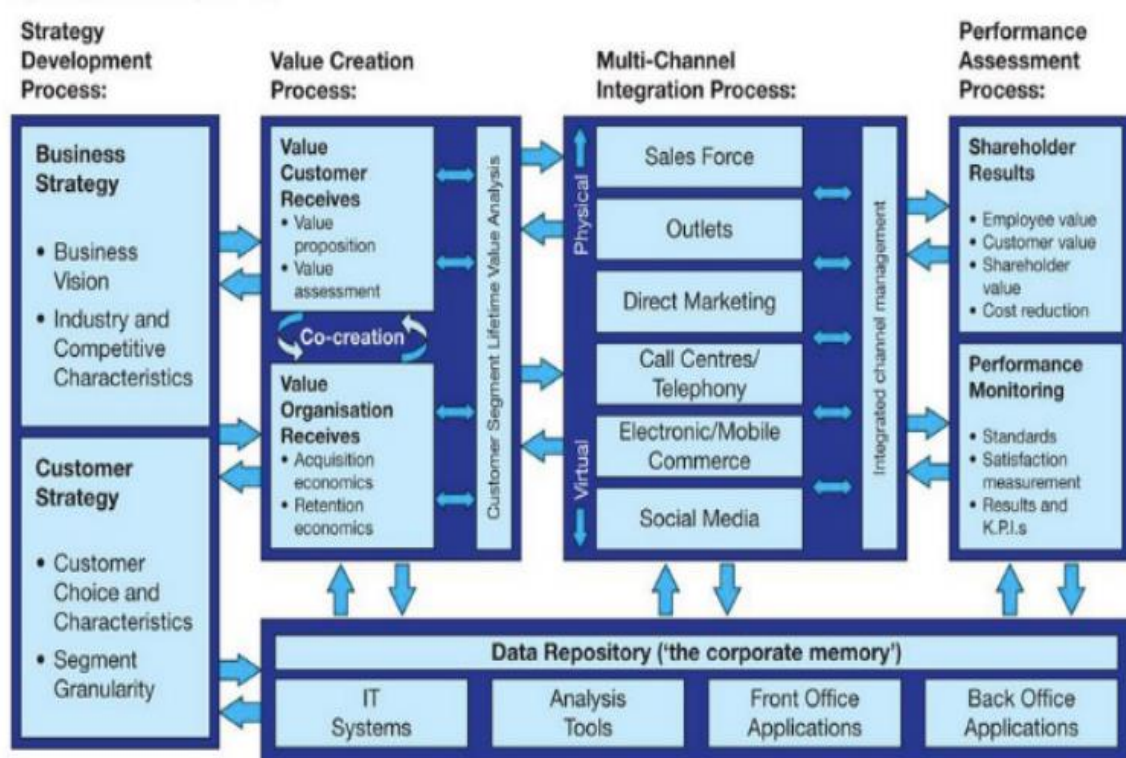 Strategy
Development
Process:
Business
Strategy
• Business
Vision
• Industry and
Competitive
Characteristics
Customer
Strategy
• Customer
Choice and
Characteristics
• Segment
Granularity
Value Creation
Process:
Value
Customer
Receives
• Value
proposition
• Value
assessment
Co-creation
Value
Organisation
Receives
• Acquisition
economics
• Retention
economics
Customer Segment Lifetime Value Analysis
Multi-Channel
Integration Process:
Physical
Virtual
Sales Force
Outlets
Direct Marketing
Call Centres/
Telephony
Electronic/Mobile
Commerce
Social Media
Integrated channel management
Performance
Assessment
Process:
Shareholder
Results
• Employee value
• Customer value
• Shareholder
value
• Cost reduction
Performance
Monitoring
• Standards
• Satisfaction
measurement
• Results and
K.P.I.s
Data Repository (‘the corporate memory’)
IT
Systems
Analysis
Tools
Front Office
Applications
Back Office
Applications